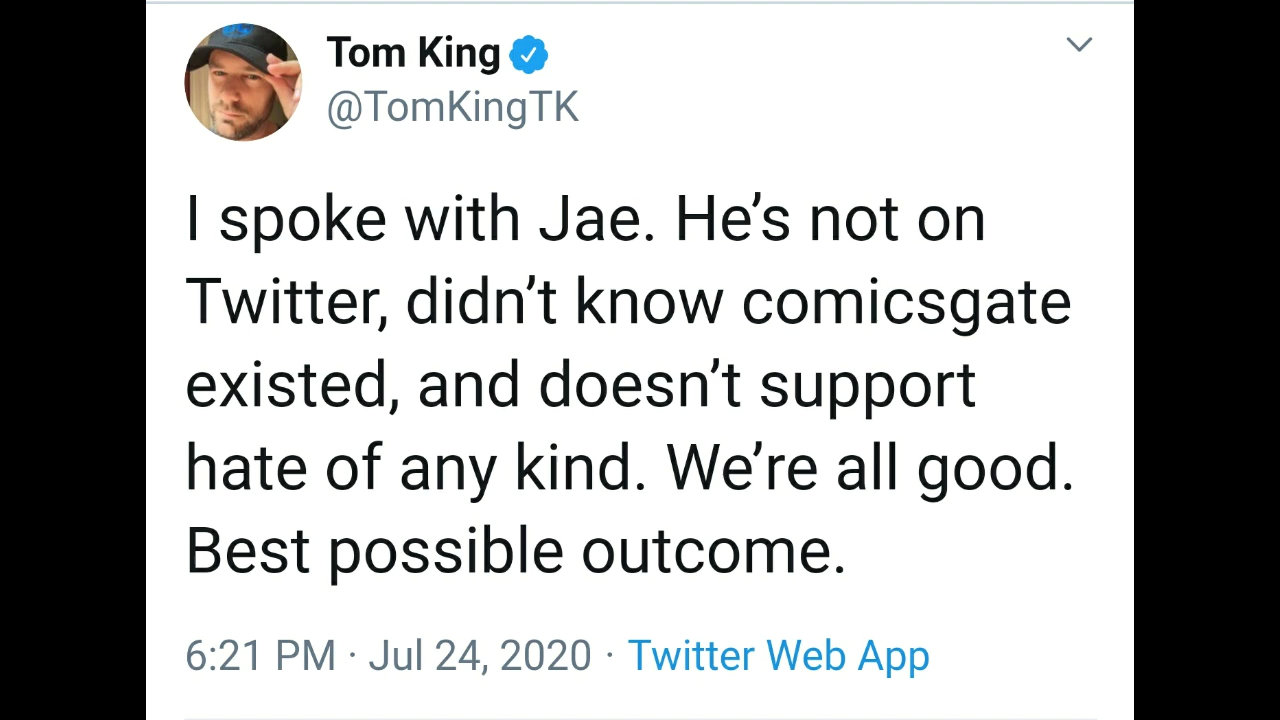 Tom King
@TomKingTK
I spoke with Jae. He’s not on
Twitter, didn’t know comicsgate
existed, and doesn’t support
hate of any kind. We’re all good.
Best possible outcome.
6:21 PM · Jul 24, 2020 · Twitter Web App